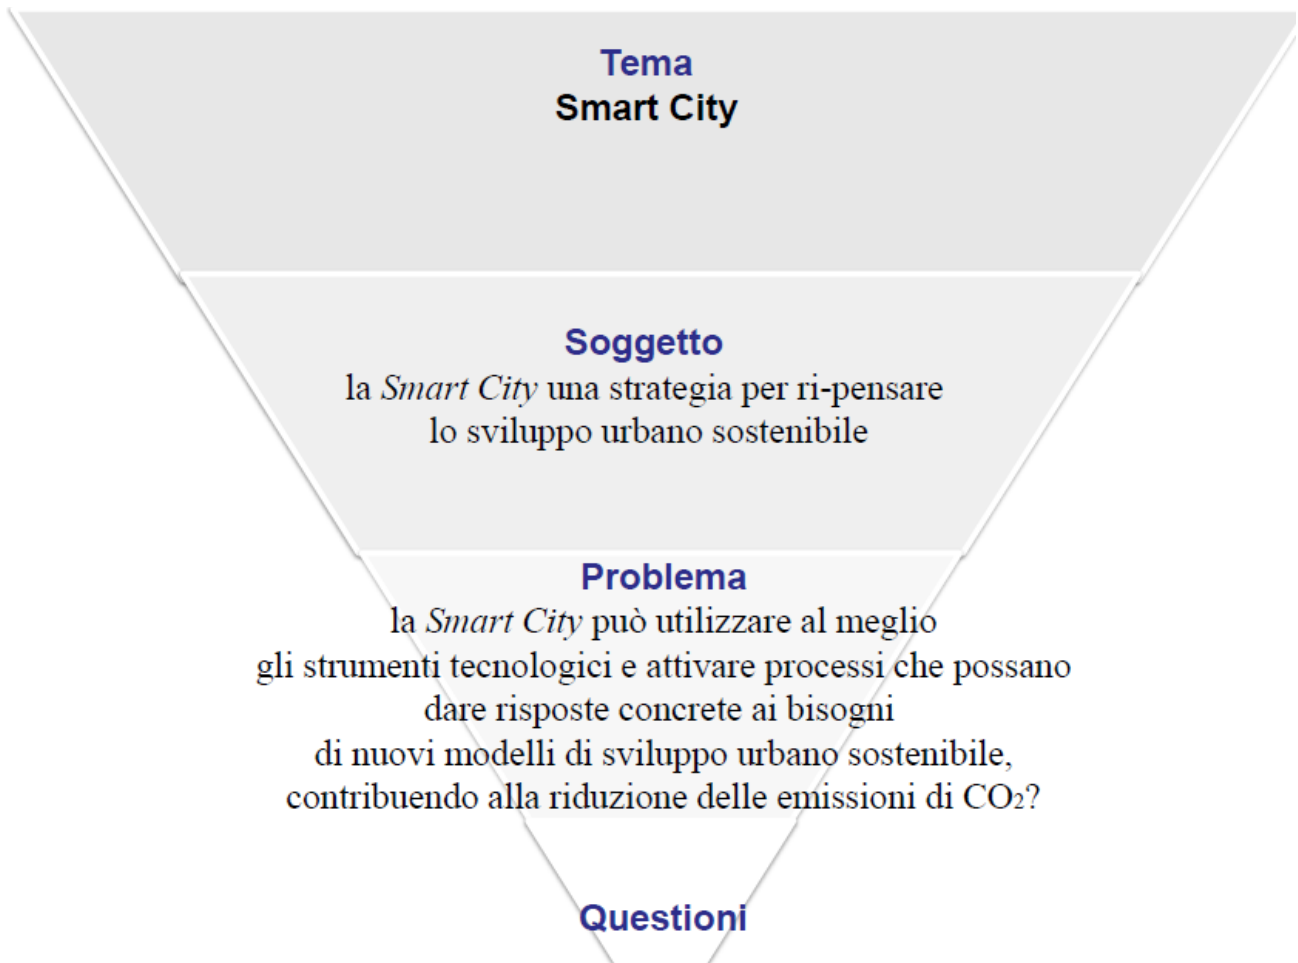 Tema
Smart City
Soggetto
la Smart City una strategia per ri-pensare
lo sviluppo urbano sostenibile
Problema
la Smart City può utilizzare al meglio
gli strumenti tecnologici e attivare processi che possano
dare risposte concrete ai bisogni
di nuovi modelli di sviluppo urbano sostenibile,
contribuendo alla riduzione delle emissioni di CO₂?
Questioni